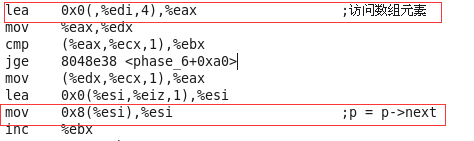 lea 0x0(,%edi,4),%eax ;访问数组元素
mov %eax,%edx
cmp (%eax,%ecx,1),%ebx
jge 8048e38 <phase_6+0xa0>
mov (%edx,%ecx,1),%eax
lea 0x0(%esi,%eiz,1),%esi
mov 0x8(%esi),%esi ;p = p->next
inc %ebx